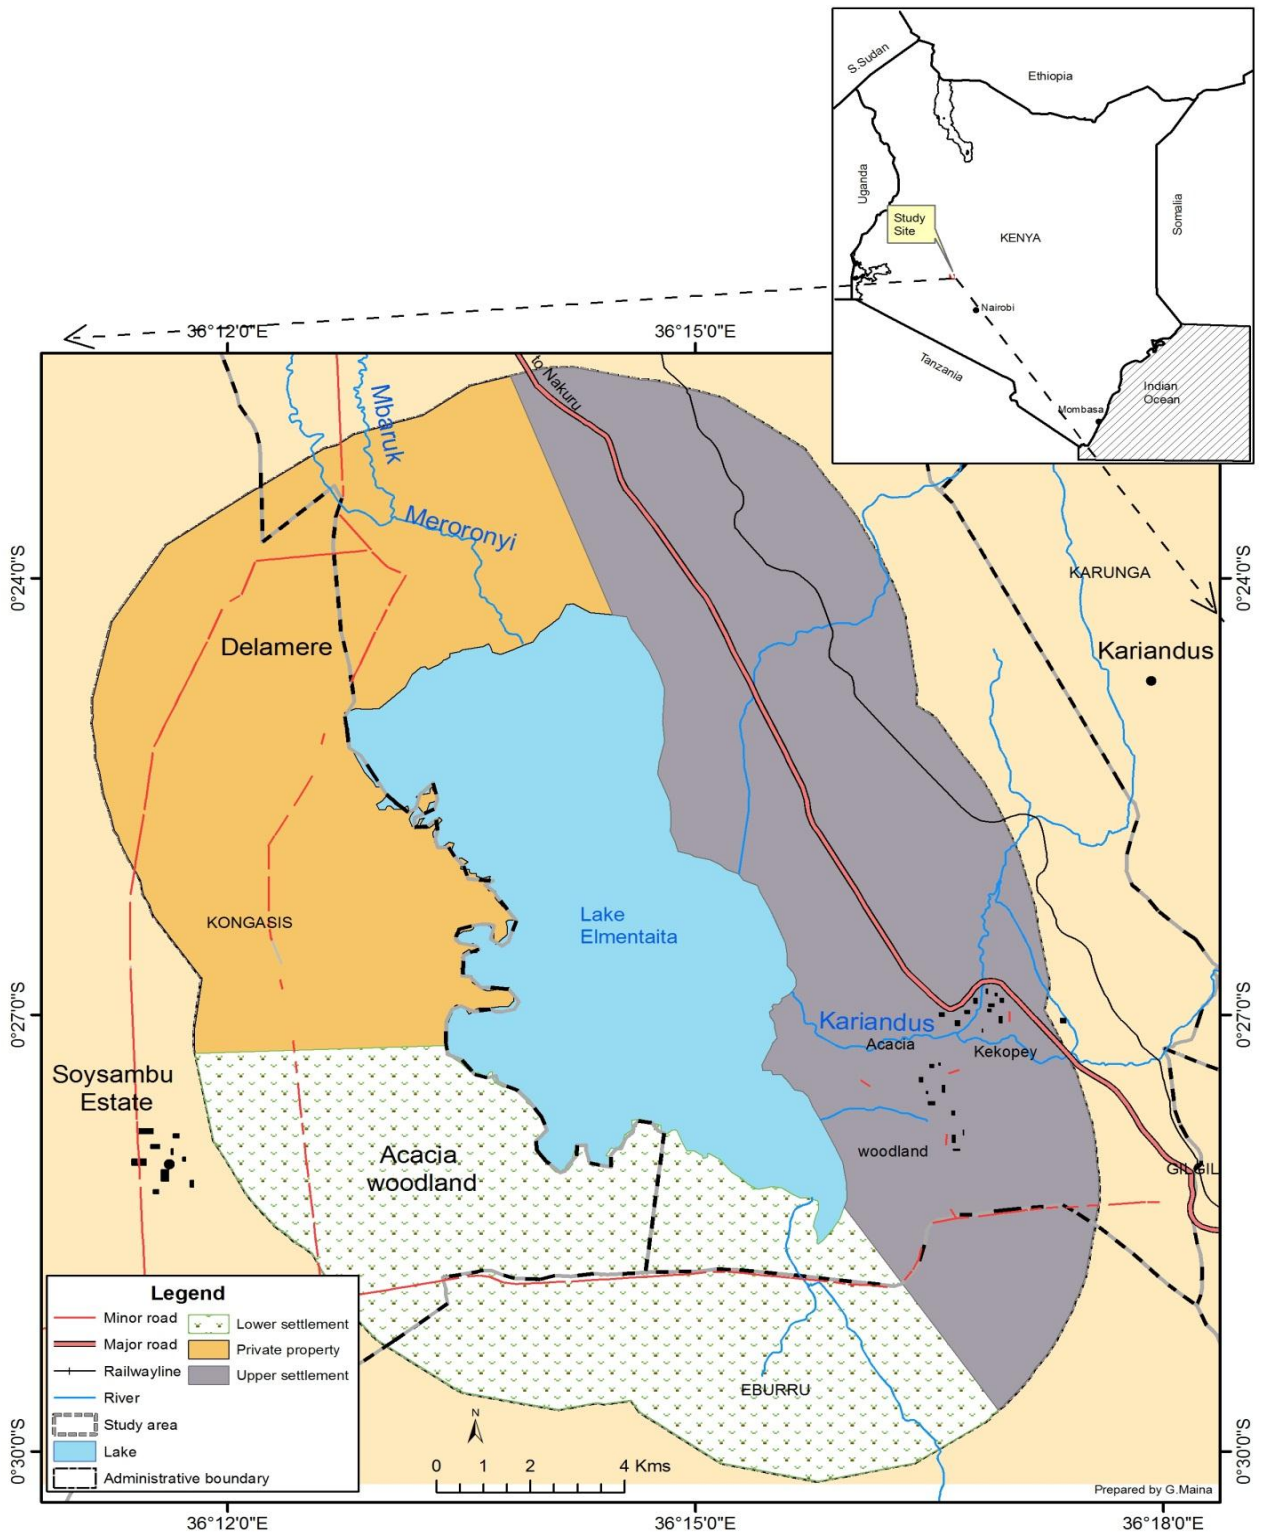 S.Sudan
Ethiopia
Uganda
Somalia
Study
Site
KENYA
Nairobi
Tanzania
Indian
Ocean
Mombasa
36°12'0"E
36°15'0"E
to Nakuru
Mbaruk
Meroronyi
0°24'0"S
0°24'0"S
KARUNGA
Delamere
Kariandus
KONGASIS
Lake
Elmentaita
0°27'0"S
0°27'0"S
Kariandus
Acacia
Kekopey
Soysambu
Estate
Acacia
woodland
woodland
GILGIL
EBURRU
Legend
Minor road
Major road
Railwayline
River
Study area
Lake
Administrative boundary
Lower settlement
Private property
Upper settlement
N
0 1 2 4 Kms
0°30'0"S
0°30'0"S
Prepared by G.Maina
36°12'0"E
36°15'0"E
36°18'0"E